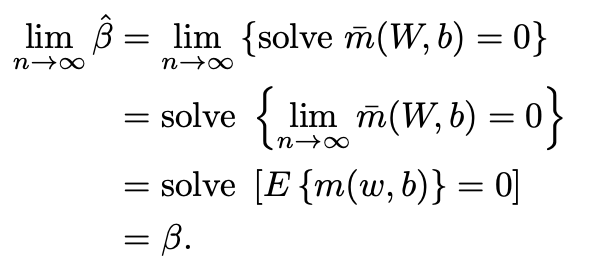 lim_{n→∞} β̂ = lim_{n→∞} {solve m̄(W, b) = 0}
= solve {lim_{n→∞} m̄(W, b) = 0}
= solve [E {m(w, b)} = 0]
= β.